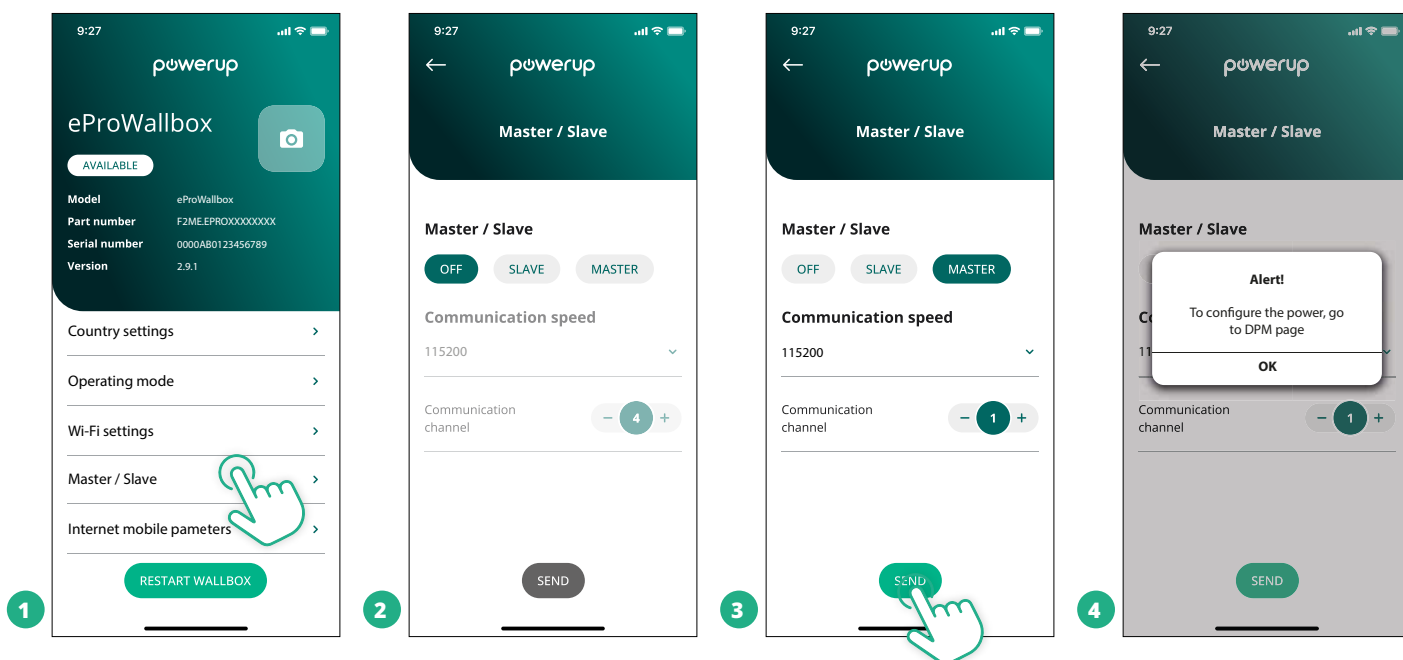 9:27
powerup
eProWallbox
AVAILABLE
Model eProWallbox
Part number F2ME.EPROXXXXXXXX
Serial number 0000AB0123456789
Version 2.9.1
Country settings
Operating mode
Wi-Fi settings
Master / Slave
Internet mobile pameters
RESTART WALLBOX
1
9:27
powerup
Master / Slave
Master / Slave
OFF SLAVE MASTER
Communication speed
115200
Communication
channel
- 4 +
SEND
2
9:27
powerup
Master / Slave
Master / Slave
OFF SLAVE MASTER
Communication speed
115200
Communication
channel
- 1 +
SEND
3
9:27
powerup
Master / Slave
Master / Slave
Alert!
To configure the power, go
to DPM page
OK
Communication
channel
- 1 +
SEND
4